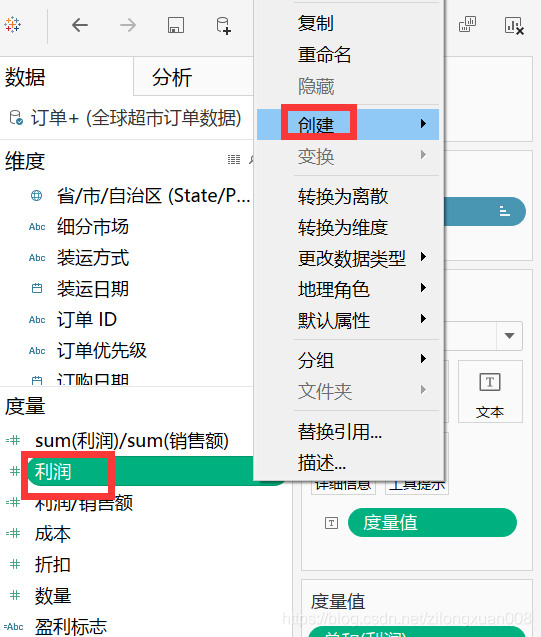 复制
重命名
隐藏
创建
变换
转换为离散
转换为维度
更改数据类型
地理角色
默认属性
分组
文件夹
替换引用...
描述...
数据
分析
订单+ (全球超市订单数据)
维度
省/市/自治区 (State/P...
Abc 细分市场
Abc 装运方式
装运日期
Abc 订单 ID
Abc 订单优先级
订购日期
度量
sum(利润)/sum(销售额)
利润
利润/销售额
成本
折扣
数量
=Abc 盈利标志
T
文本
详细信息
工具提示
T 度量值
度量值
总和(利润)
https://blog.csdn.net/zilongxuan008